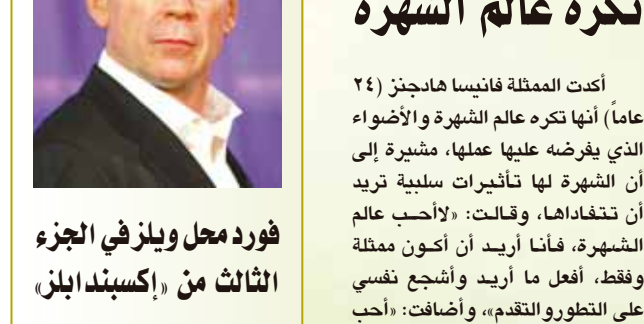 تكره عالم الشهرة
أكدت الممثلة فانيسا هادجنز (٢٤
عاماً) أنها تكره عالم الشهرة والأضواء
الذي يفرضه عليها عملها، مشيرة إلى
أن الشهرة لها تأثيرات سلبية تريد
أن تتفاداها، وقالت: «لاأحب عالم
الشهرة، فأنا أريد أن أكون ممثلة
وفقط، أفعل ما أريد وأشجع نفسي
على التطوروالتقدم»، وأضافت: «أحب
فورد محل ويلز في الجزء
الثالث من «إكسبندابلز»